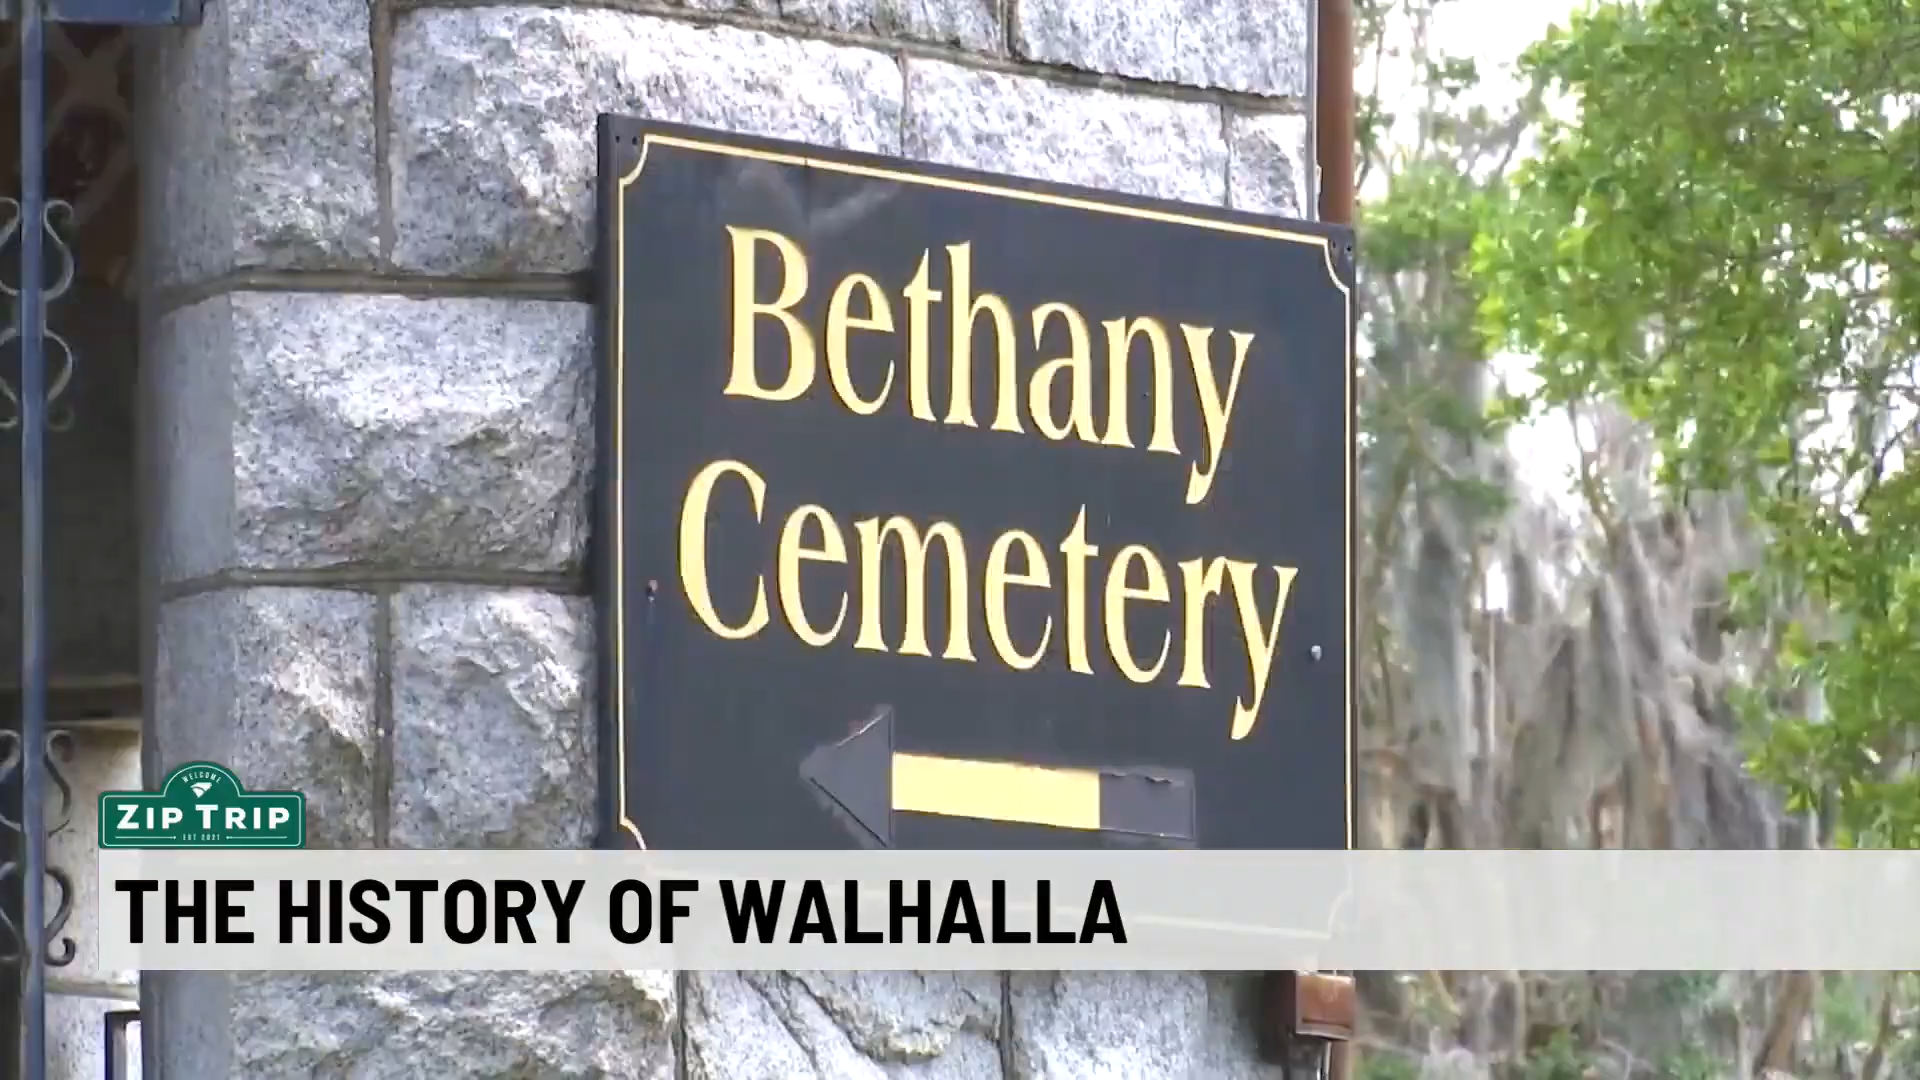 Bethany
Cemetery
WELCOME
ZIP TRIP
EST 2021
THE HISTORY OF WALHALLA